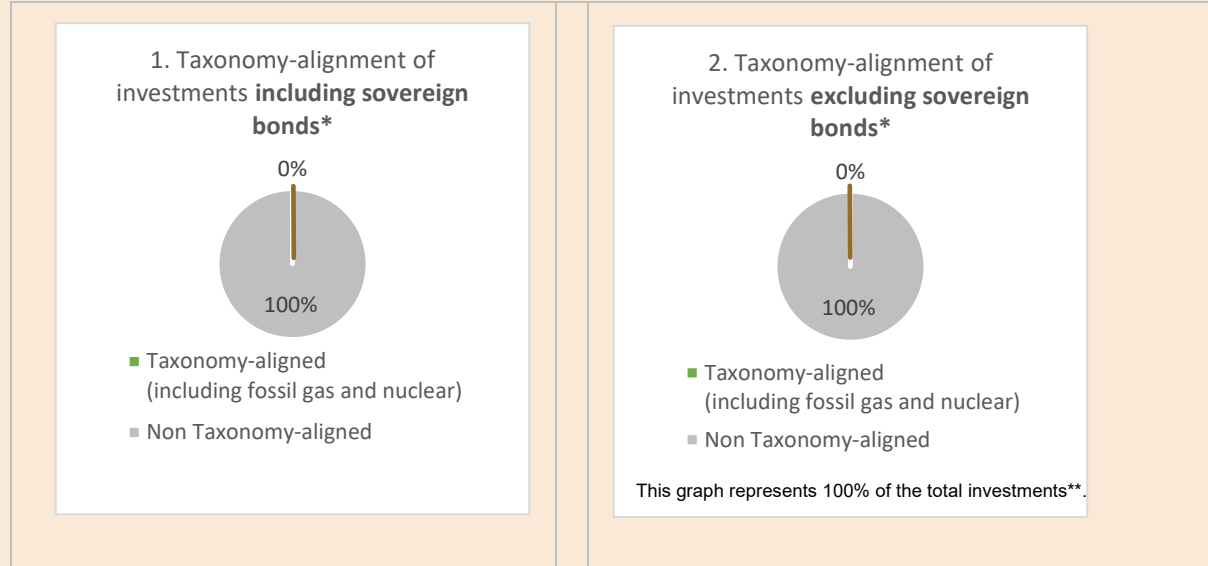 1. Taxonomy-alignment of
investments including sovereign
bonds*
0%
100%
Taxonomy-aligned
(including fossil gas and nuclear)
Non Taxonomy-aligned
2. Taxonomy-alignment of
investments excluding sovereign
bonds*
0%
100%
Taxonomy-aligned
(including fossil gas and nuclear)
Non Taxonomy-aligned
This graph represents 100% of the total investments**.